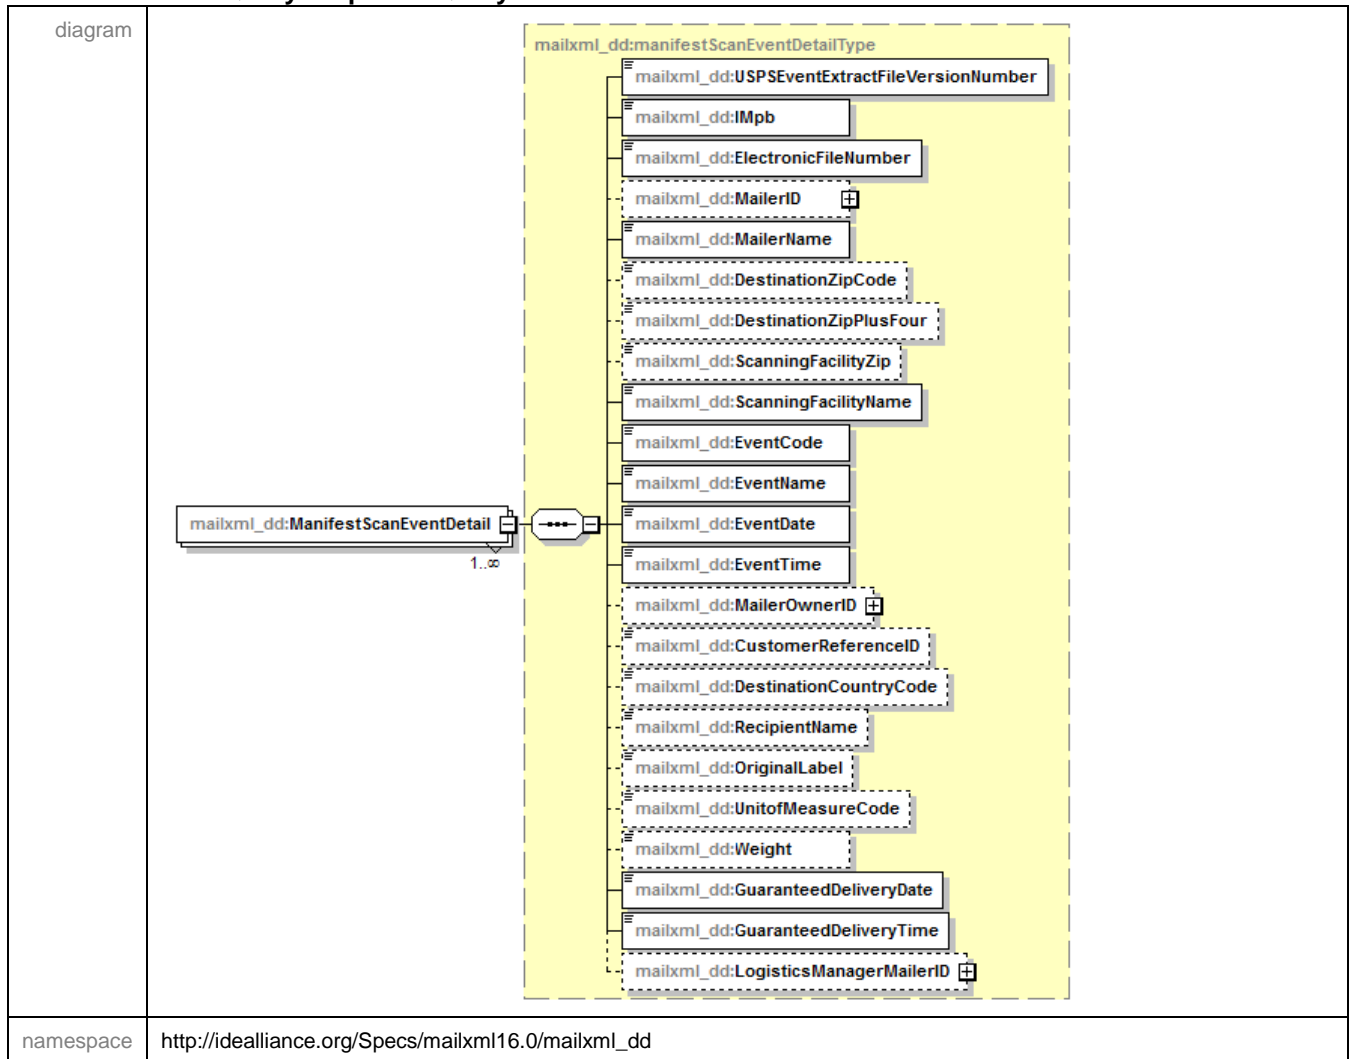 diagram
mailxml_dd:manifestScanEventDetailType
mailxml_dd:USPSEventExtractFileVersionNumber
mailxml_dd:IMpb
mailxml_dd:ElectronicFileNumber
mailxml_dd:MailerID
mailxml_dd:MailerName
mailxml_dd:DestinationZipCode
mailxml_dd:DestinationZipPlusFour
mailxml_dd:ScanningFacilityZip
mailxml_dd:ScanningFacilityName
mailxml_dd:EventCode
mailxml_dd:EventName
mailxml_dd:ManifestScanEventDetail
mailxml_dd:EventDate
1..∞
mailxml_dd:EventTime
mailxml_dd:MailerOwnerID
mailxml_dd:CustomerReferenceID
mailxml_dd:DestinationCountryCode
mailxml_dd:RecipientName
mailxml_dd:OriginalLabel
mailxml_dd:UnitofMeasureCode
mailxml_dd:Weight
mailxml_dd:GuaranteedDeliveryDate
mailxml_dd:GuaranteedDeliveryTime
mailxml_dd:LogisticsManagerMailerID
namespace
http://idealliance.org/Specs/mailxml16.0/mailxml_dd